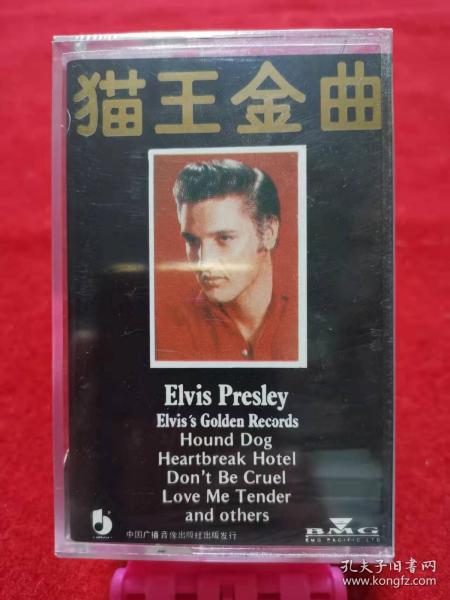 猫王金曲
Elvis Presley
Elvis's Golden Records
Hound Dog
Heartbreak Hotel
Don't Be Cruel
Love Me Tender
and others
中国广播音像出版社出版发行
BMG
BMG PACIFIC LTD
孔夫子旧书网
www.kongfz.com